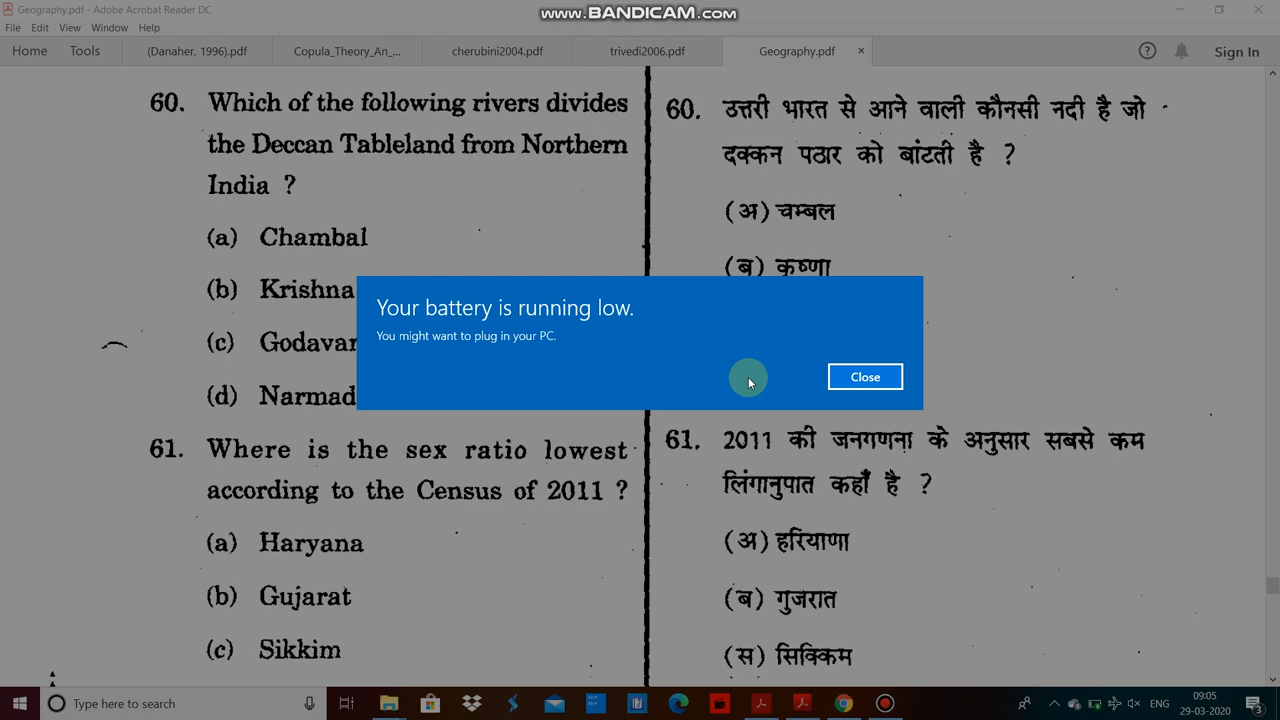 Geography.pdf - Adobe Acrobat Reader DC
www.BANDICAM.com
File Edit View Window Help
Home Tools (Danaher, 1996).pdf Copula_Theory_An_... cherubini2004.pdf trivedi2006.pdf Geography.pdf × Sign In
60. Which of the following rivers divides
the Deccan Tableland from Northern
India ?
(a) Chambal
(b) Krishna
(c) Godavar
(d) Narmad
61. Where is the sex ratio lowest
according to the Census of 2011 ?
(a) Haryana
(b) Gujarat
(c) Sikkim
60. उत्तरी भारत से आने वाली कौनसी नदी है जो
दक्कन पठार को बांटती है ?
(अ) चम्बल
(ब) कृष्णा
61. 2011 की जनगणना के अनुसार सबसे कम
लिंगानुपात कहाँ है ?
(अ) हरियाणा
(ब) गुजरात
(स) सिक्किम
Your battery is running low.
You might want to plug in your PC.
Close
Type here to search
ENG
09:05
29-03-2020